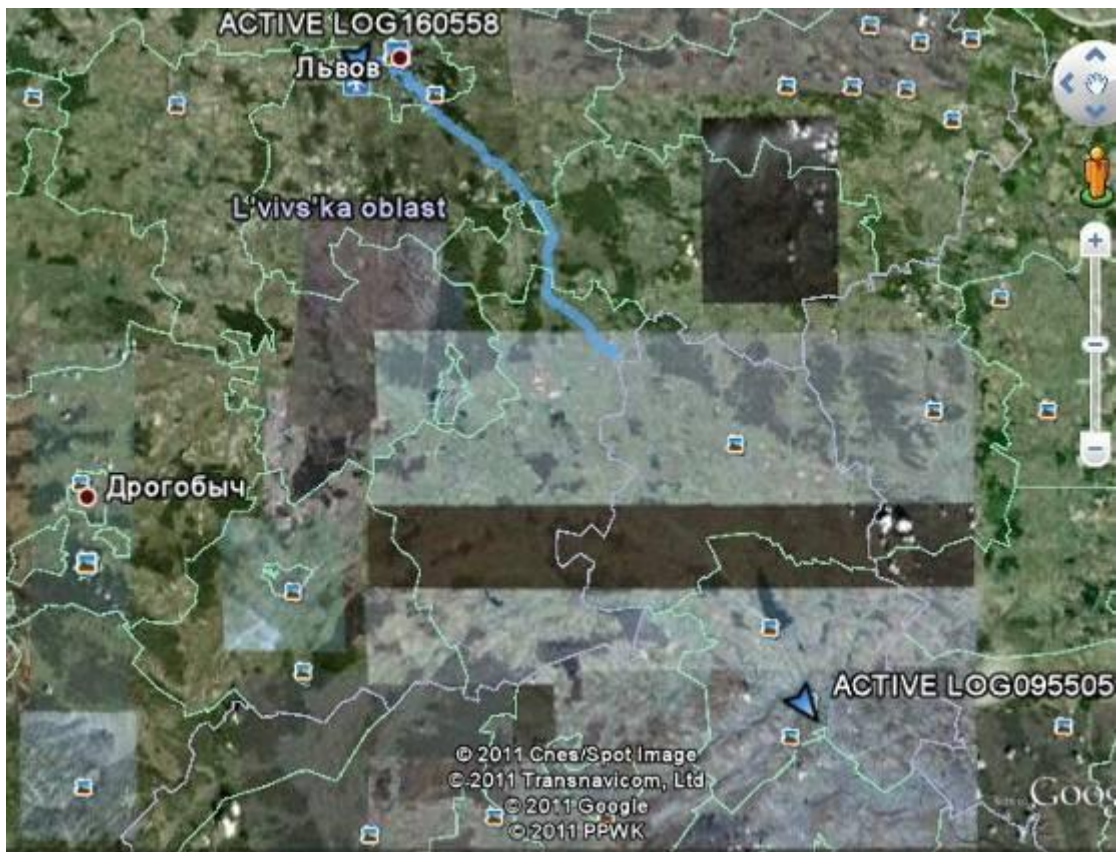 ACTIVE LOG160558
Львов
L'vivs'ka oblast
Дрогобыч
ACTIVE LOG095505
© 2011 Cnes/Spot Image
© 2011 Transnavicom, Ltd
© 2011 Google
© 2011 PPWK
Goog